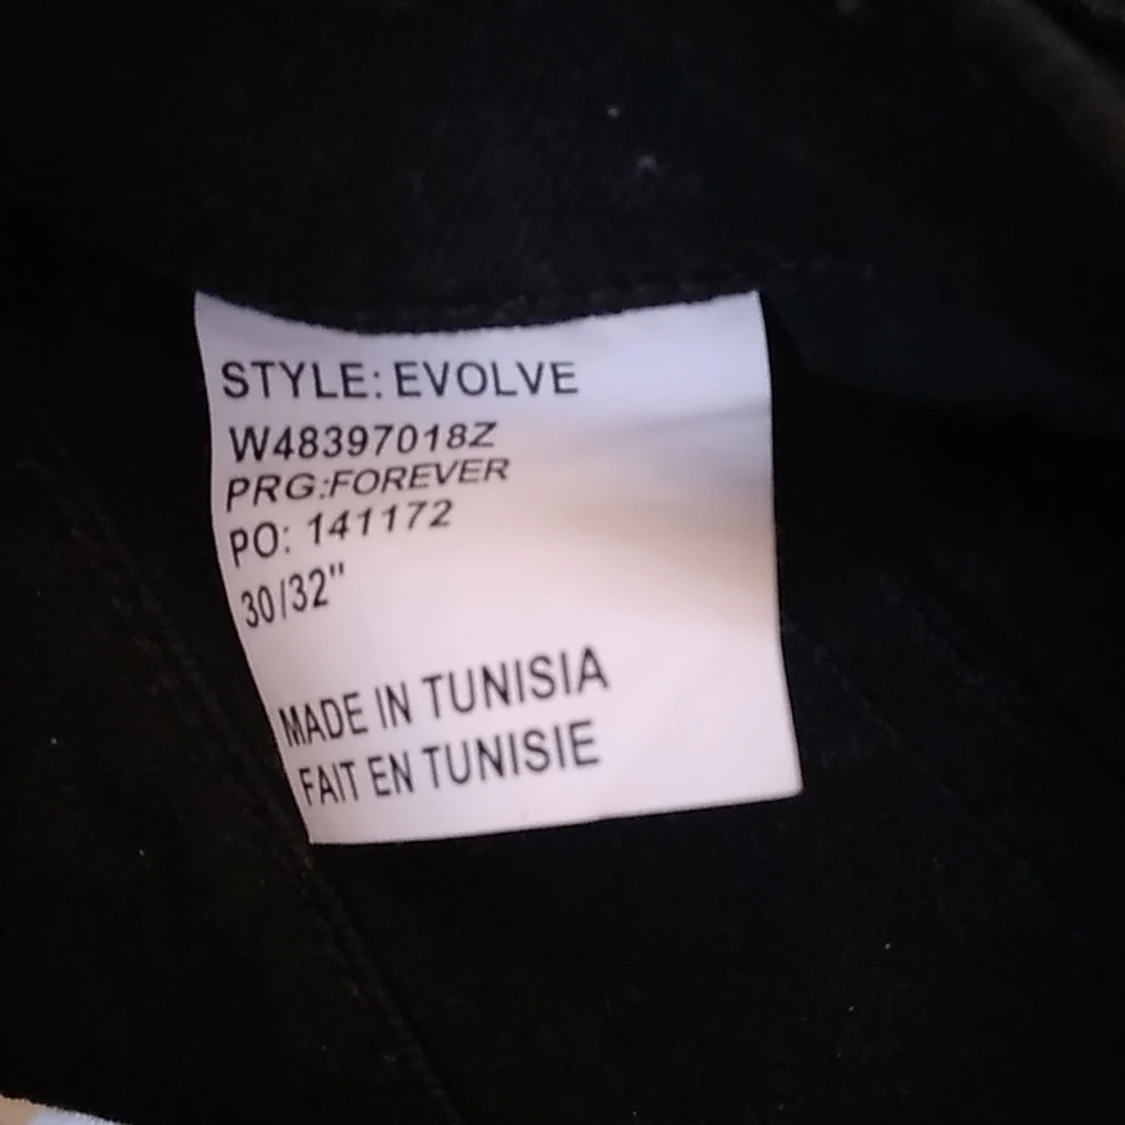 STYLE: EVOLVE
W48397018Z
PRG:FOREVER
PO: 141172
30/32"
MADE IN TUNISIA
FAIT EN TUNISIE